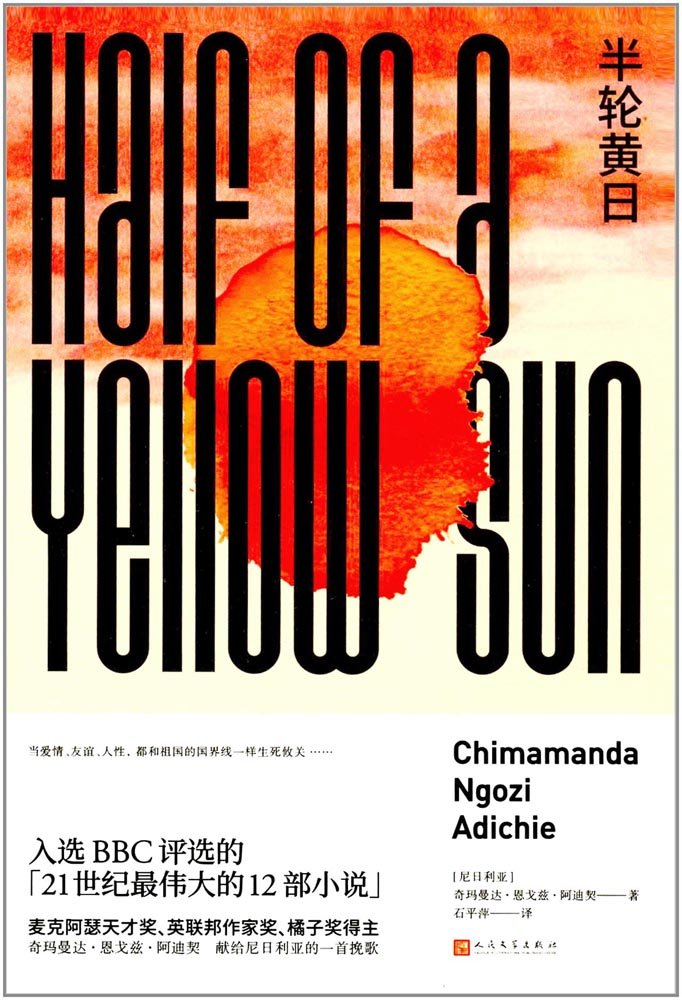 Half of a
Yellow Sun
半轮黄日
当爱情、友谊、人性，都和祖国的国界线一样生死攸关……
Chimamanda
Ngozi
Adichie
入选 BBC 评选的
「21世纪最伟大的12 部小说」
麦克阿瑟天才奖、英联邦作家奖、橘子奖得主
奇玛曼达·恩戈兹·阿迪契 献给尼日利亚的一首挽歌
[尼日利亚]
奇玛曼达·恩戈兹·阿迪契——著
石平萍——译
人民文学出版社